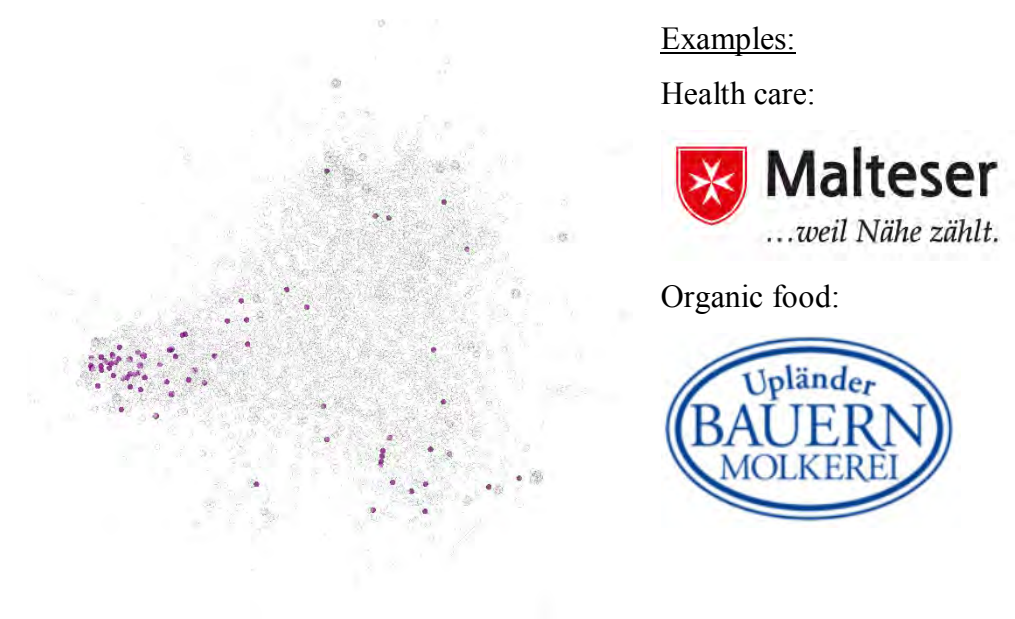 Examples:
Health care:
Malteser
...weil Nähe zählt.
Organic food:
Upländer
BAUERN
MOLKEREI